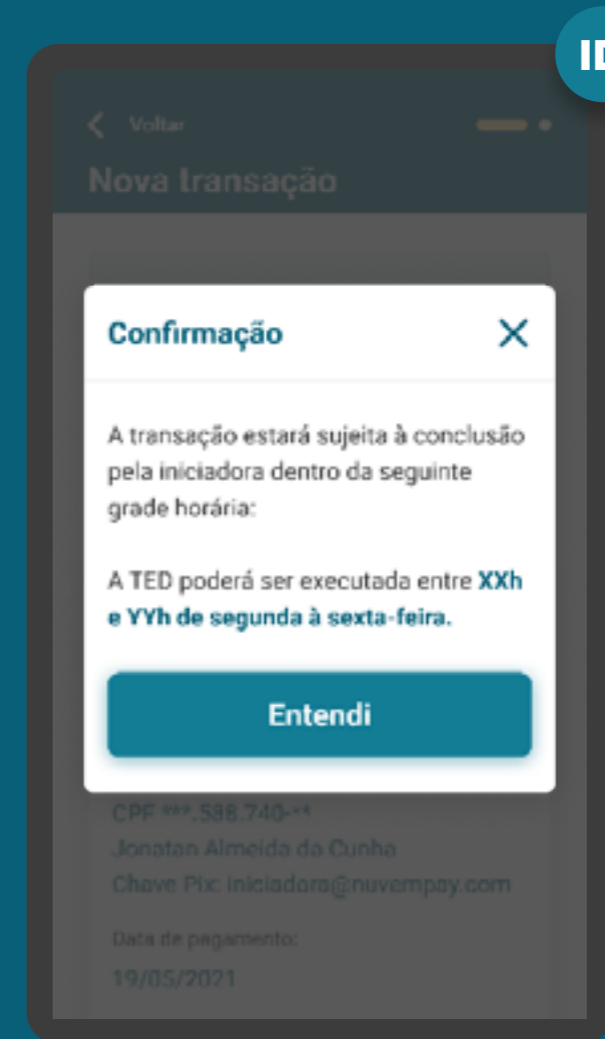 ID
Voltar
Nova transação
Confirmação
A transação estará sujeita à conclusão
pela iniciadora dentro da seguinte
grade horária:
A TED poderá ser executada entre XXh
e YYh de segunda à sexta-feira.
Entendi
CPF ***.588.740-**
Jonatan Almeida da Cunha
Chave Pix: iniciadora@nuvempay.com
Data de pagamento:
19/05/2021